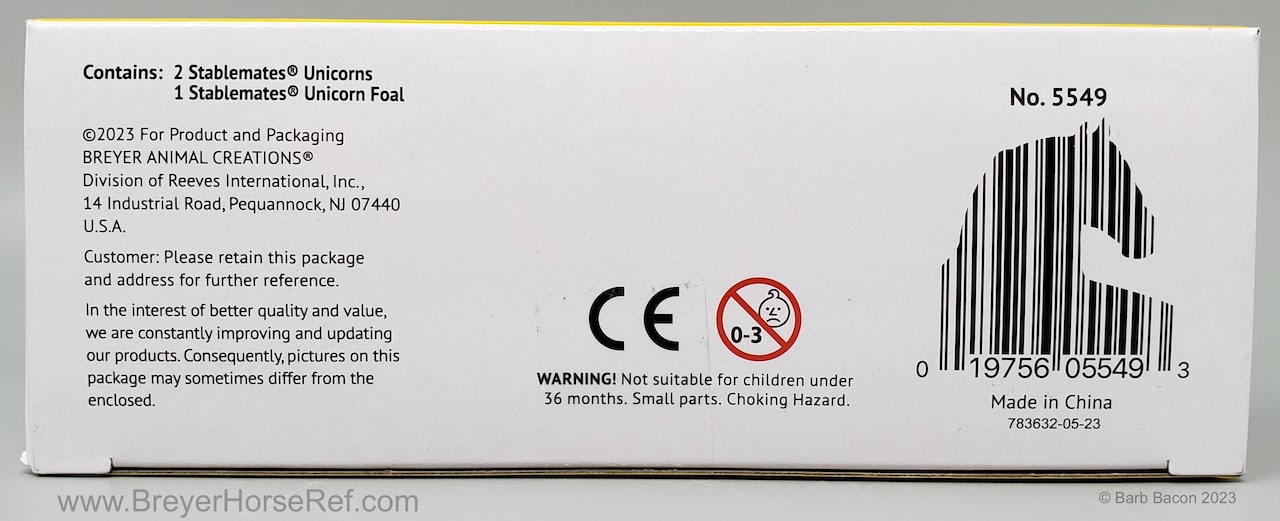 Contains: 2 Stablemates® Unicorns
1 Stablemates® Unicorn Foal
©2023 For Product and Packaging
BREYER ANIMAL CREATIONS®
Division of Reeves International, Inc.,
14 Industrial Road, Pequannock, NJ 07440
U.S.A.
Customer: Please retain this package
and address for further reference.
In the interest of better quality and value,
we are constantly improving and updating
our products. Consequently, pictures on this
package may sometimes differ from the
enclosed.
CE
0-3
WARNING! Not suitable for children under
36 months. Small parts. Choking Hazard.
No. 5549
0 19756 05549 3
Made in China
783632-05-23
www.BreyerHorseRef.com
© Barb Bacon 2023